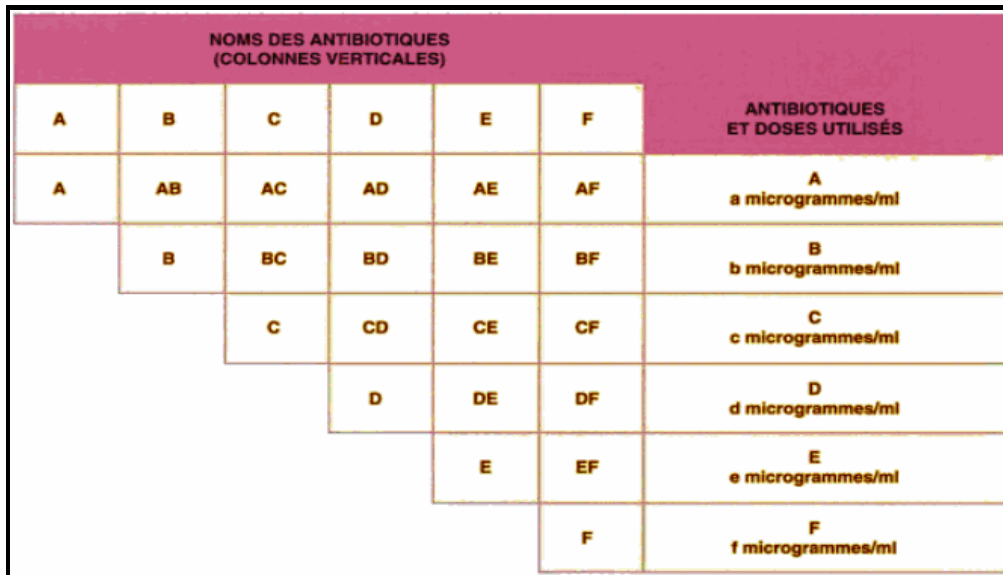 NOMS DES ANTIBIOTIQUES
(COLONNES VERTICALES)
A B C D E F
ANTIBIOTIQUES
ET DOSES UTILISÉS
A AB AC AD AE AF
A
a microgrammes/ml
B BC BD BE BF
B
b microgrammes/ml
C CD CE CF
C
c microgrammes/ml
D DE DF
D
d microgrammes/ml
E EF
E
e microgrammes/ml
F
F
f microgrammes/ml